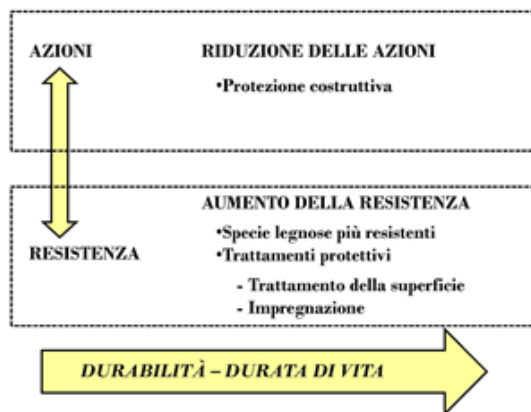 AZIONI
RIDUZIONE DELLE AZIONI
•Protezione costruttiva
AUMENTO DELLA RESISTENZA
•Specie legnose più resistenti
RESISTENZA
•Trattamenti protettivi
- Trattamento della superficie
- Impregnazione
DURABILITÀ – DURATA DI VITA